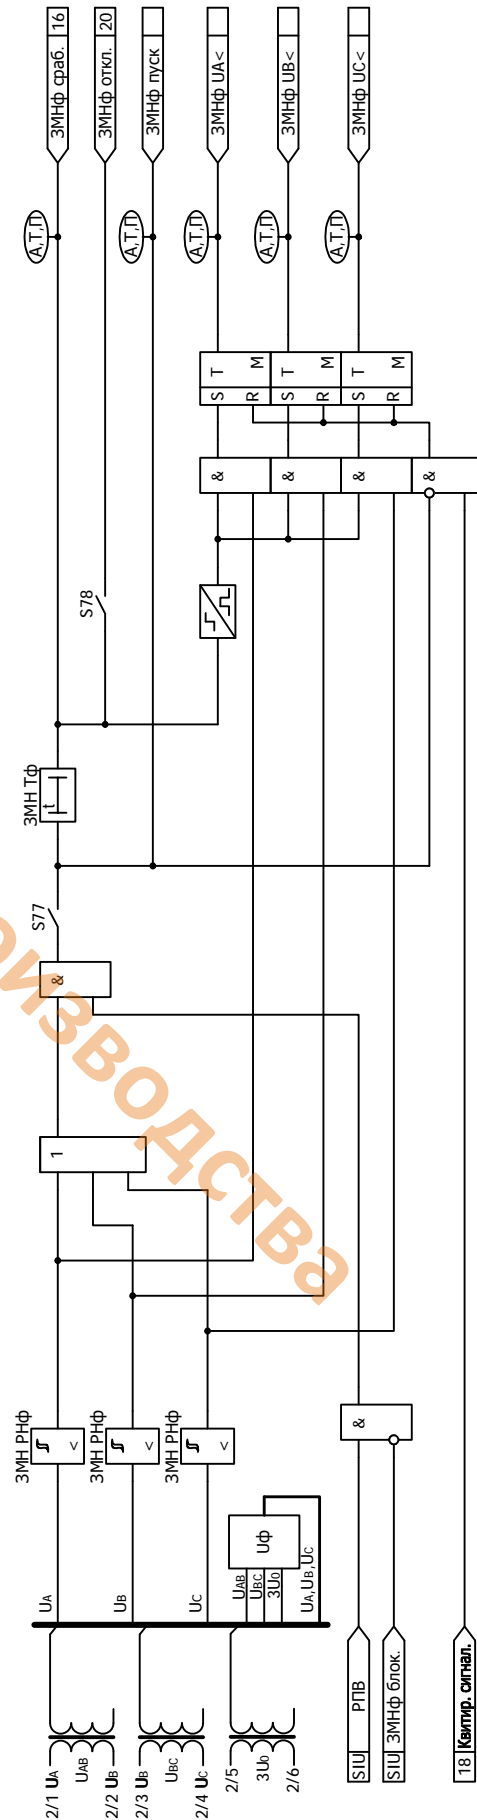 16 ЗМНф сраб.
20 ЗМНф откл.
ЗМНф пуск
ЗМНф UA<
ЗМНф UB<
ЗМНф UC<
А,Т,П
А,Т,П
А,Т,П
А,Т,П
А,Т,П
S T
R M
S T
R M
S T
R M
&
&
&
&
S78
ЗМН Тф
t
S77
&
1
ЗМН РНф
<
ЗМН РНф
<
ЗМН РНф
<
&
UA
UB
UC
Uф
UAB
UBC
3U0
UA,UB,UC
2/1 UA
UAB
2/2 UB
2/3 UB
UBC
2/4 UC
2/5
3U0
2/6
SIU РПВ
SIU ЗМНф блок.
18 Квитир. сигнал.
оизводства